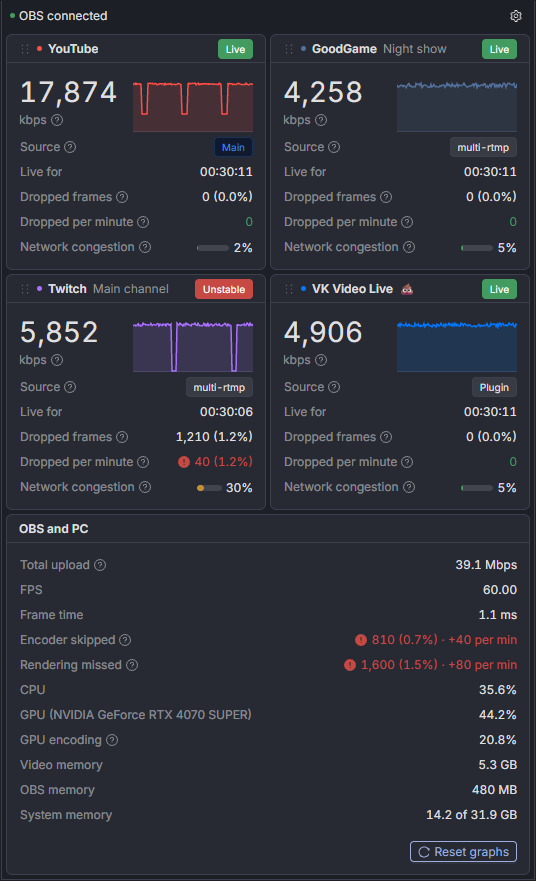 OBS connected
YouTube Live
17,874
kbps
Source Main
Live for 00:30:11
Dropped frames 0 (0.0%)
Dropped per minute 0
Network congestion 2%
GoodGame Night show Live
4,258
kbps
Source multi-rtmp
Live for 00:30:11
Dropped frames 0 (0.0%)
Dropped per minute 0
Network congestion 5%
Twitch Main channel Unstable
5,852
kbps
Source multi-rtmp
Live for 00:30:06
Dropped frames 1,210 (1.2%)
Dropped per minute 40 (1.2%)
Network congestion 30%
VK Video Live 💩 Live
4,906
kbps
Source Plugin
Live for 00:30:11
Dropped frames 0 (0.0%)
Dropped per minute 0
Network congestion 5%
OBS and PC
Total upload 39.1 Mbps
FPS 60.00
Frame time 1.1 ms
Encoder skipped 810 (0.7%) · +40 per min
Rendering missed 1,600 (1.5%) · +80 per min
CPU 35.6%
GPU (NVIDIA GeForce RTX 4070 SUPER) 44.2%
GPU encoding 20.8%
Video memory 5.3 GB
OBS memory 480 MB
System memory 14.2 of 31.9 GB
Reset graphs